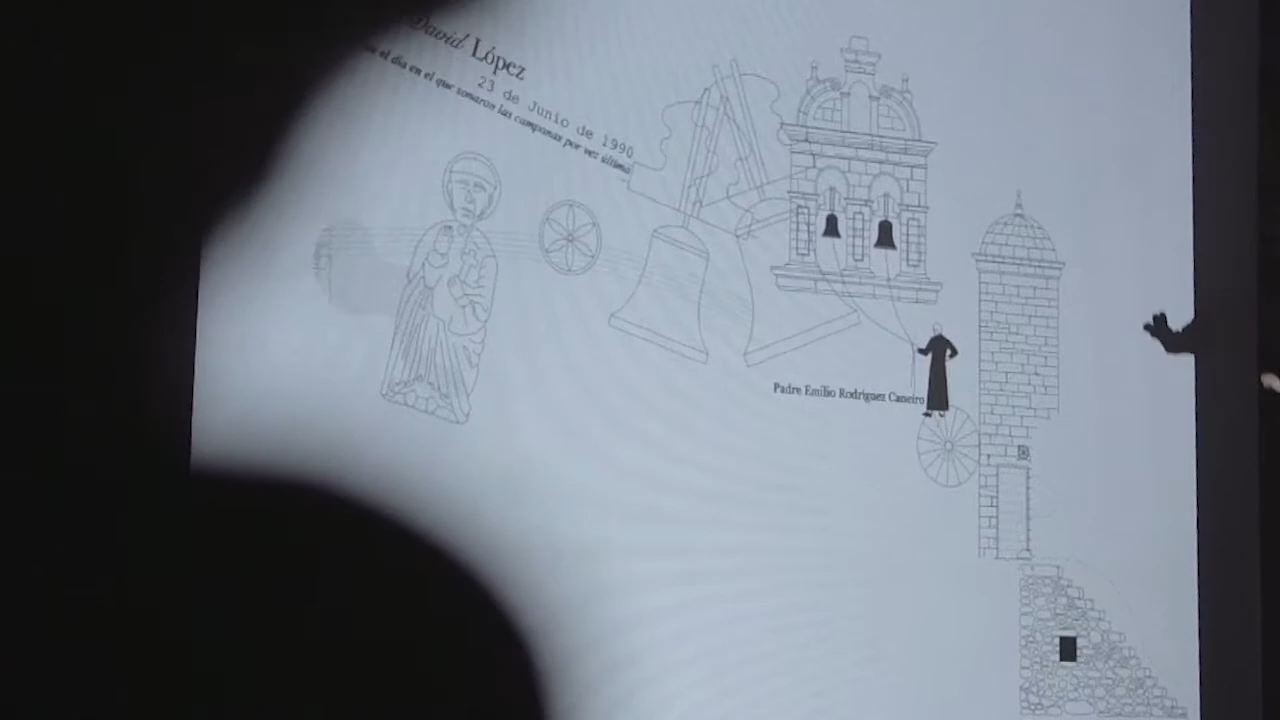 David López
23 de Junio de 1990
el día en el que sonaron las campanas por vez última
Padre Emilio Rodríguez Caneiro